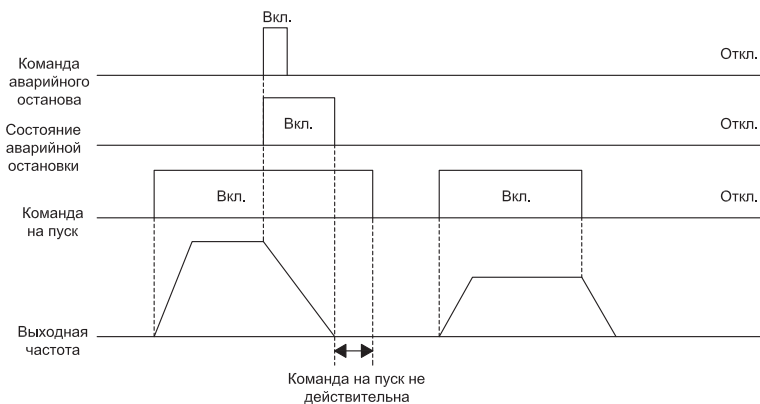 Вкл.
Команда
аварийного
останова
Откл.
Состояние
аварийной
остановки
Вкл.
Откл.
Команда
на пуск
Вкл.
Вкл.
Откл.
Выходная
частота
Команда на пуск не
действительна